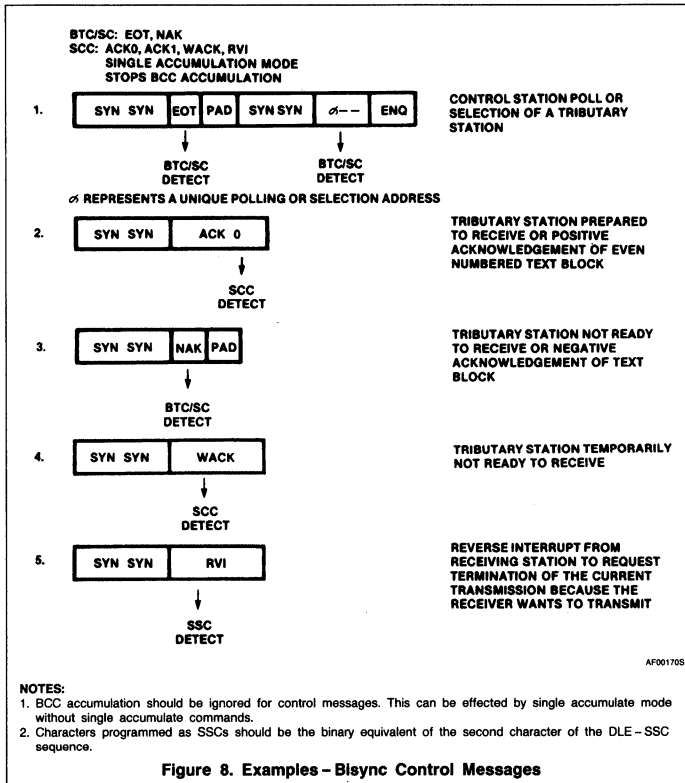 BTC/SC: EOT, NAK
SCC: ACK0, ACK1, WACK, RVI
SINGLE ACCUMULATION MODE
STOPS BCC ACCUMULATION
1. SYN SYN EOT PAD SYN SYN ∅-- ENQ
CONTROL STATION POLL OR
SELECTION OF A TRIBUTARY
STATION
BTC/SC
DETECT
BTC/SC
DETECT
∅ REPRESENTS A UNIQUE POLLING OR SELECTION ADDRESS
2. SYN SYN ACK 0
TRIBUTARY STATION PREPARED
TO RECEIVE OR POSITIVE
ACKNOWLEDGEMENT OF EVEN
NUMBERED TEXT BLOCK
SCC
DETECT
3. SYN SYN NAK PAD
TRIBUTARY STATION NOT READY
TO RECEIVE OR NEGATIVE
ACKNOWLEDGEMENT OF TEXT
BLOCK
BTC/SC
DETECT
4. SYN SYN WACK
TRIBUTARY STATION TEMPORARILY
NOT READY TO RECEIVE
SCC
DETECT
5. SYN SYN RVI
REVERSE INTERRUPT FROM
RECEIVING STATION TO REQUEST
TERMINATION OF THE CURRENT
TRANSMISSION BECAUSE THE
RECEIVER WANTS TO TRANSMIT
SSC
DETECT
AF00170S
NOTES:
1. BCC accumulation should be ignored for control messages. This can be effected by single accumulate mode
without single accumulate commands.
2. Characters programmed as SSCs should be the binary equivalent of the second character of the DLE – SSC
sequence.
Figure 8. Examples – Bisync Control Messages